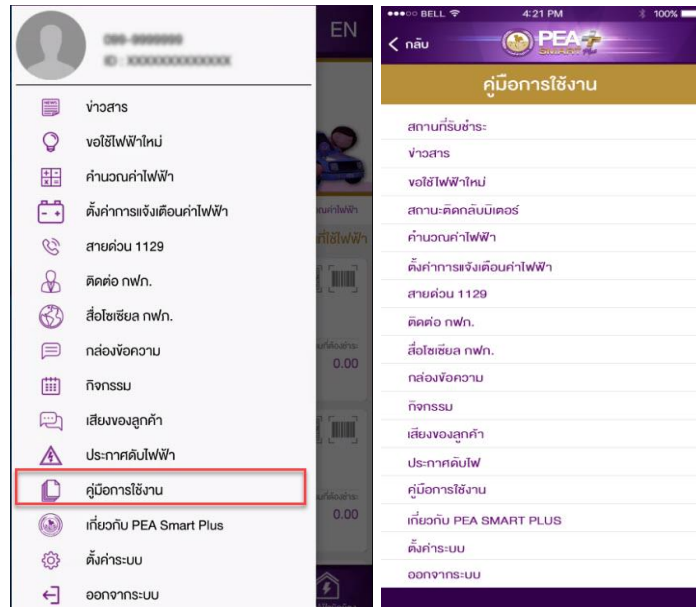 EN
ข่าวสาร
ขอใช้ไฟฟ้าใหม่
คำนวณค่าไฟฟ้า
ตั้งค่าการแจ้งเตือนค่าไฟฟ้า
สายด่วน 1129
ติดต่อ กฟภ.
สื่อโซเชียล กฟภ.
กล่องข้อความ
กิจกรรม
เสียงของลูกค้า
ประกาศดับไฟฟ้า
คู่มือการใช้งาน
เกี่ยวกับ PEA Smart Plus
ตั้งค่าระบบ
ออกจากระบบ
0.00
0.00
BELL 4:21 PM 100%
กลับ
PEA
คู่มือการใช้งาน
สถานที่รับชำระ
ข่าวสาร
ขอใช้ไฟฟ้าใหม่
สถานะติดกลับมิเตอร์
คำนวณค่าไฟฟ้า
ตั้งค่าการแจ้งเตือนค่าไฟฟ้า
สายด่วน 1129
ติดต่อ กฟภ.
สื่อโซเชียล กฟภ.
กล่องข้อความ
กิจกรรม
เสียงของลูกค้า
ประกาศดับไฟ
คู่มือการใช้งาน
เกี่ยวกับ PEA SMART PLUS
ตั้งค่าระบบ
ออกจากระบบ